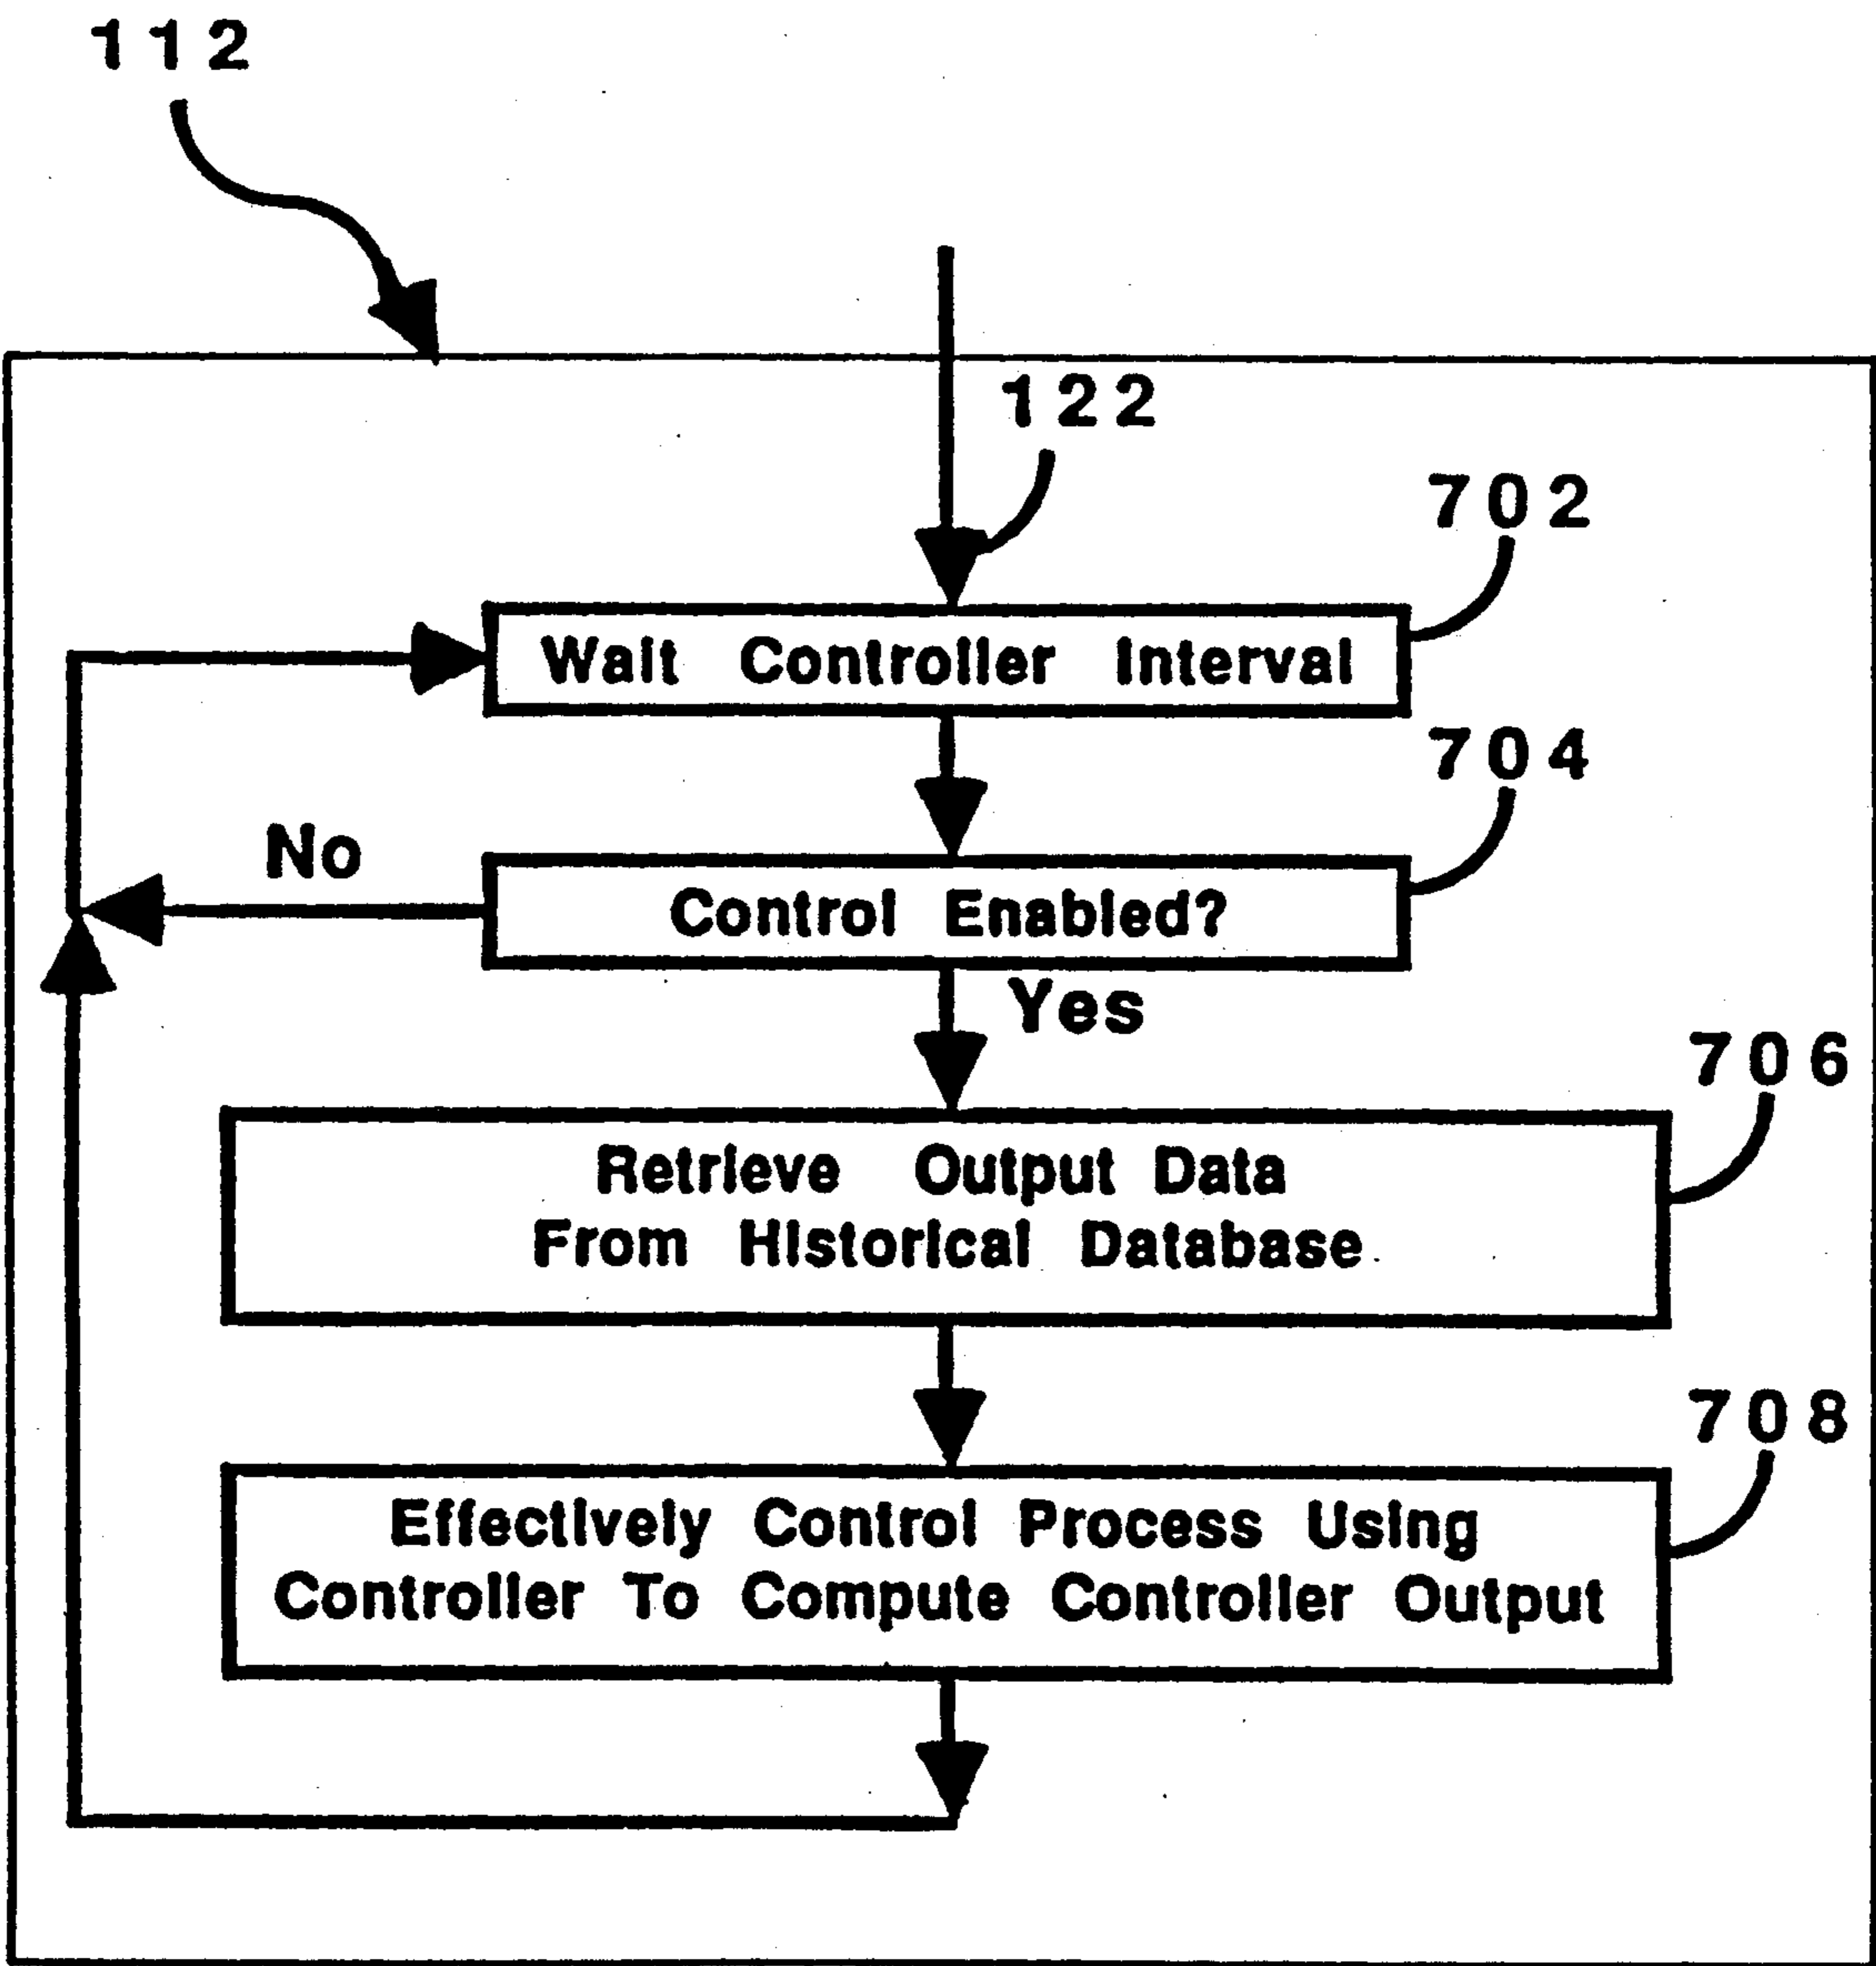 112
122
702
Wait Controller Interval
704
No
Control Enabled?
Yes
706
Retrieve Output Data
From Historical Database
708
Effectively Control Process Using
Controller To Compute Controller Output